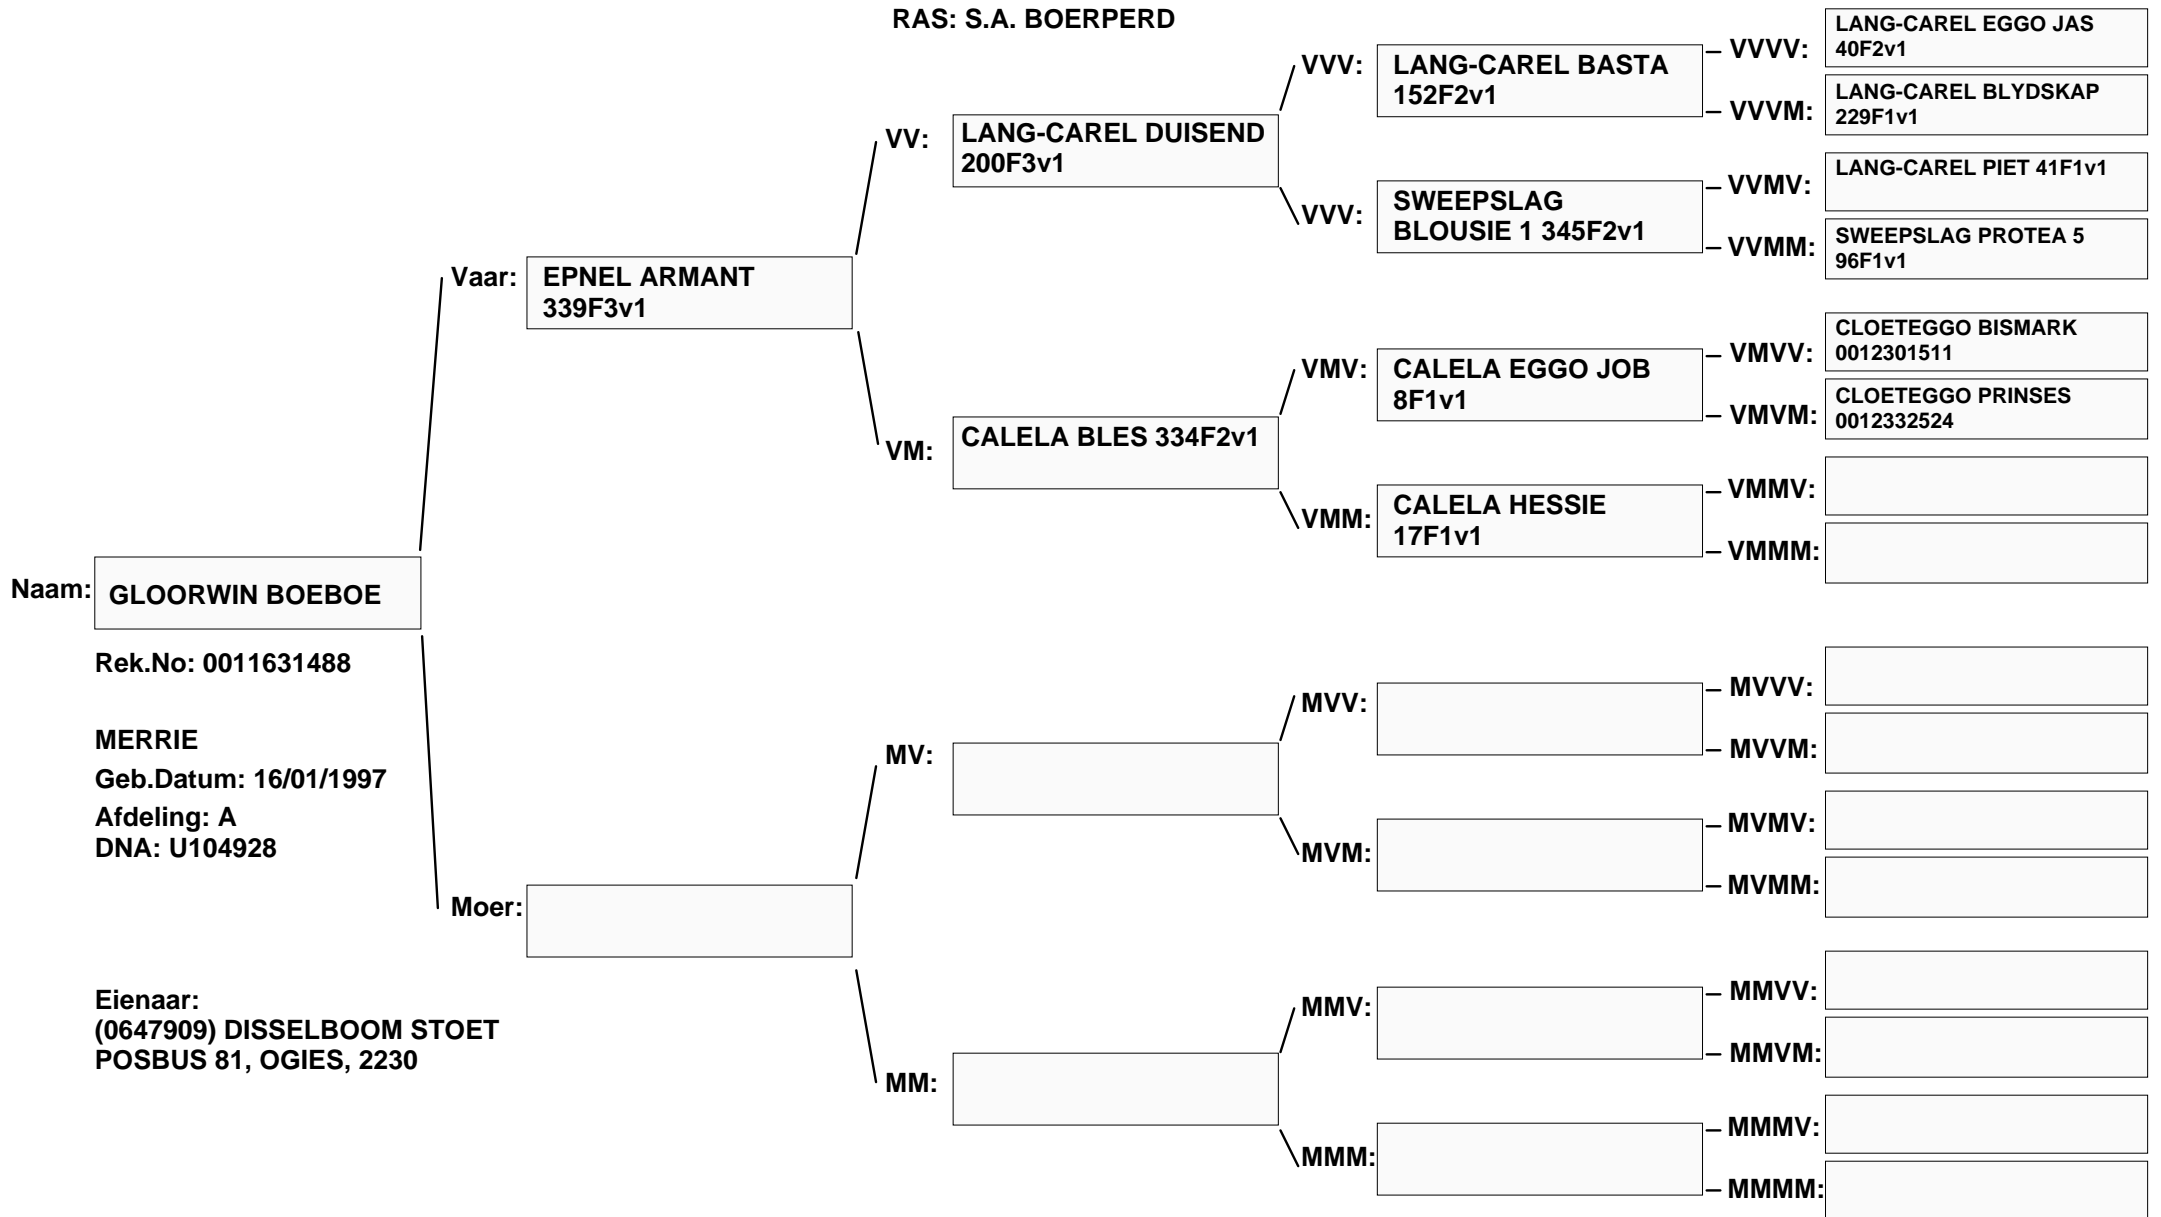 RAS: S.A. BOERPERD
Naam: GLOORWIN BOEBOE
Rek.No: 0011631488
MERRIE
Geb.Datum: 16/01/1997
Afdeling: A
DNA: U104928
Eienaar:
(0647909) DISSELBOOM STOET
POSBUS 81, OGIES, 2230
Vaar: EPNEL ARMANT
339F3v1
Moer:
VV: LANG-CAREL DUISEND
200F3v1
VM: CALELA BLES 334F2v1
MV:
MM:
VVV: LANG-CAREL BASTA
152F2v1
VVV: SWEEPSLAG
BLOUSIE 1 345F2v1
VMV: CALELA EGGO JOB
8F1v1
VMM: CALELA HESSIE
17F1v1
MVV:
MVM:
MMV:
MMM:
VVVV: LANG-CAREL EGGO JAS
40F2v1
VVVM: LANG-CAREL BLYDSKAP
229F1v1
VVMV: LANG-CAREL PIET 41F1v1
VVMM: SWEEPSLAG PROTEA 5
96F1v1
VMVV: CLOETEGGO BISMARK
0012301511
VMVM: CLOETEGGO PRINSES
0012332524
VMMV:
VMMM:
MVVV:
MVVM:
MVMV:
MVMM:
MMVV:
MMVM:
MMMV:
MMMM: